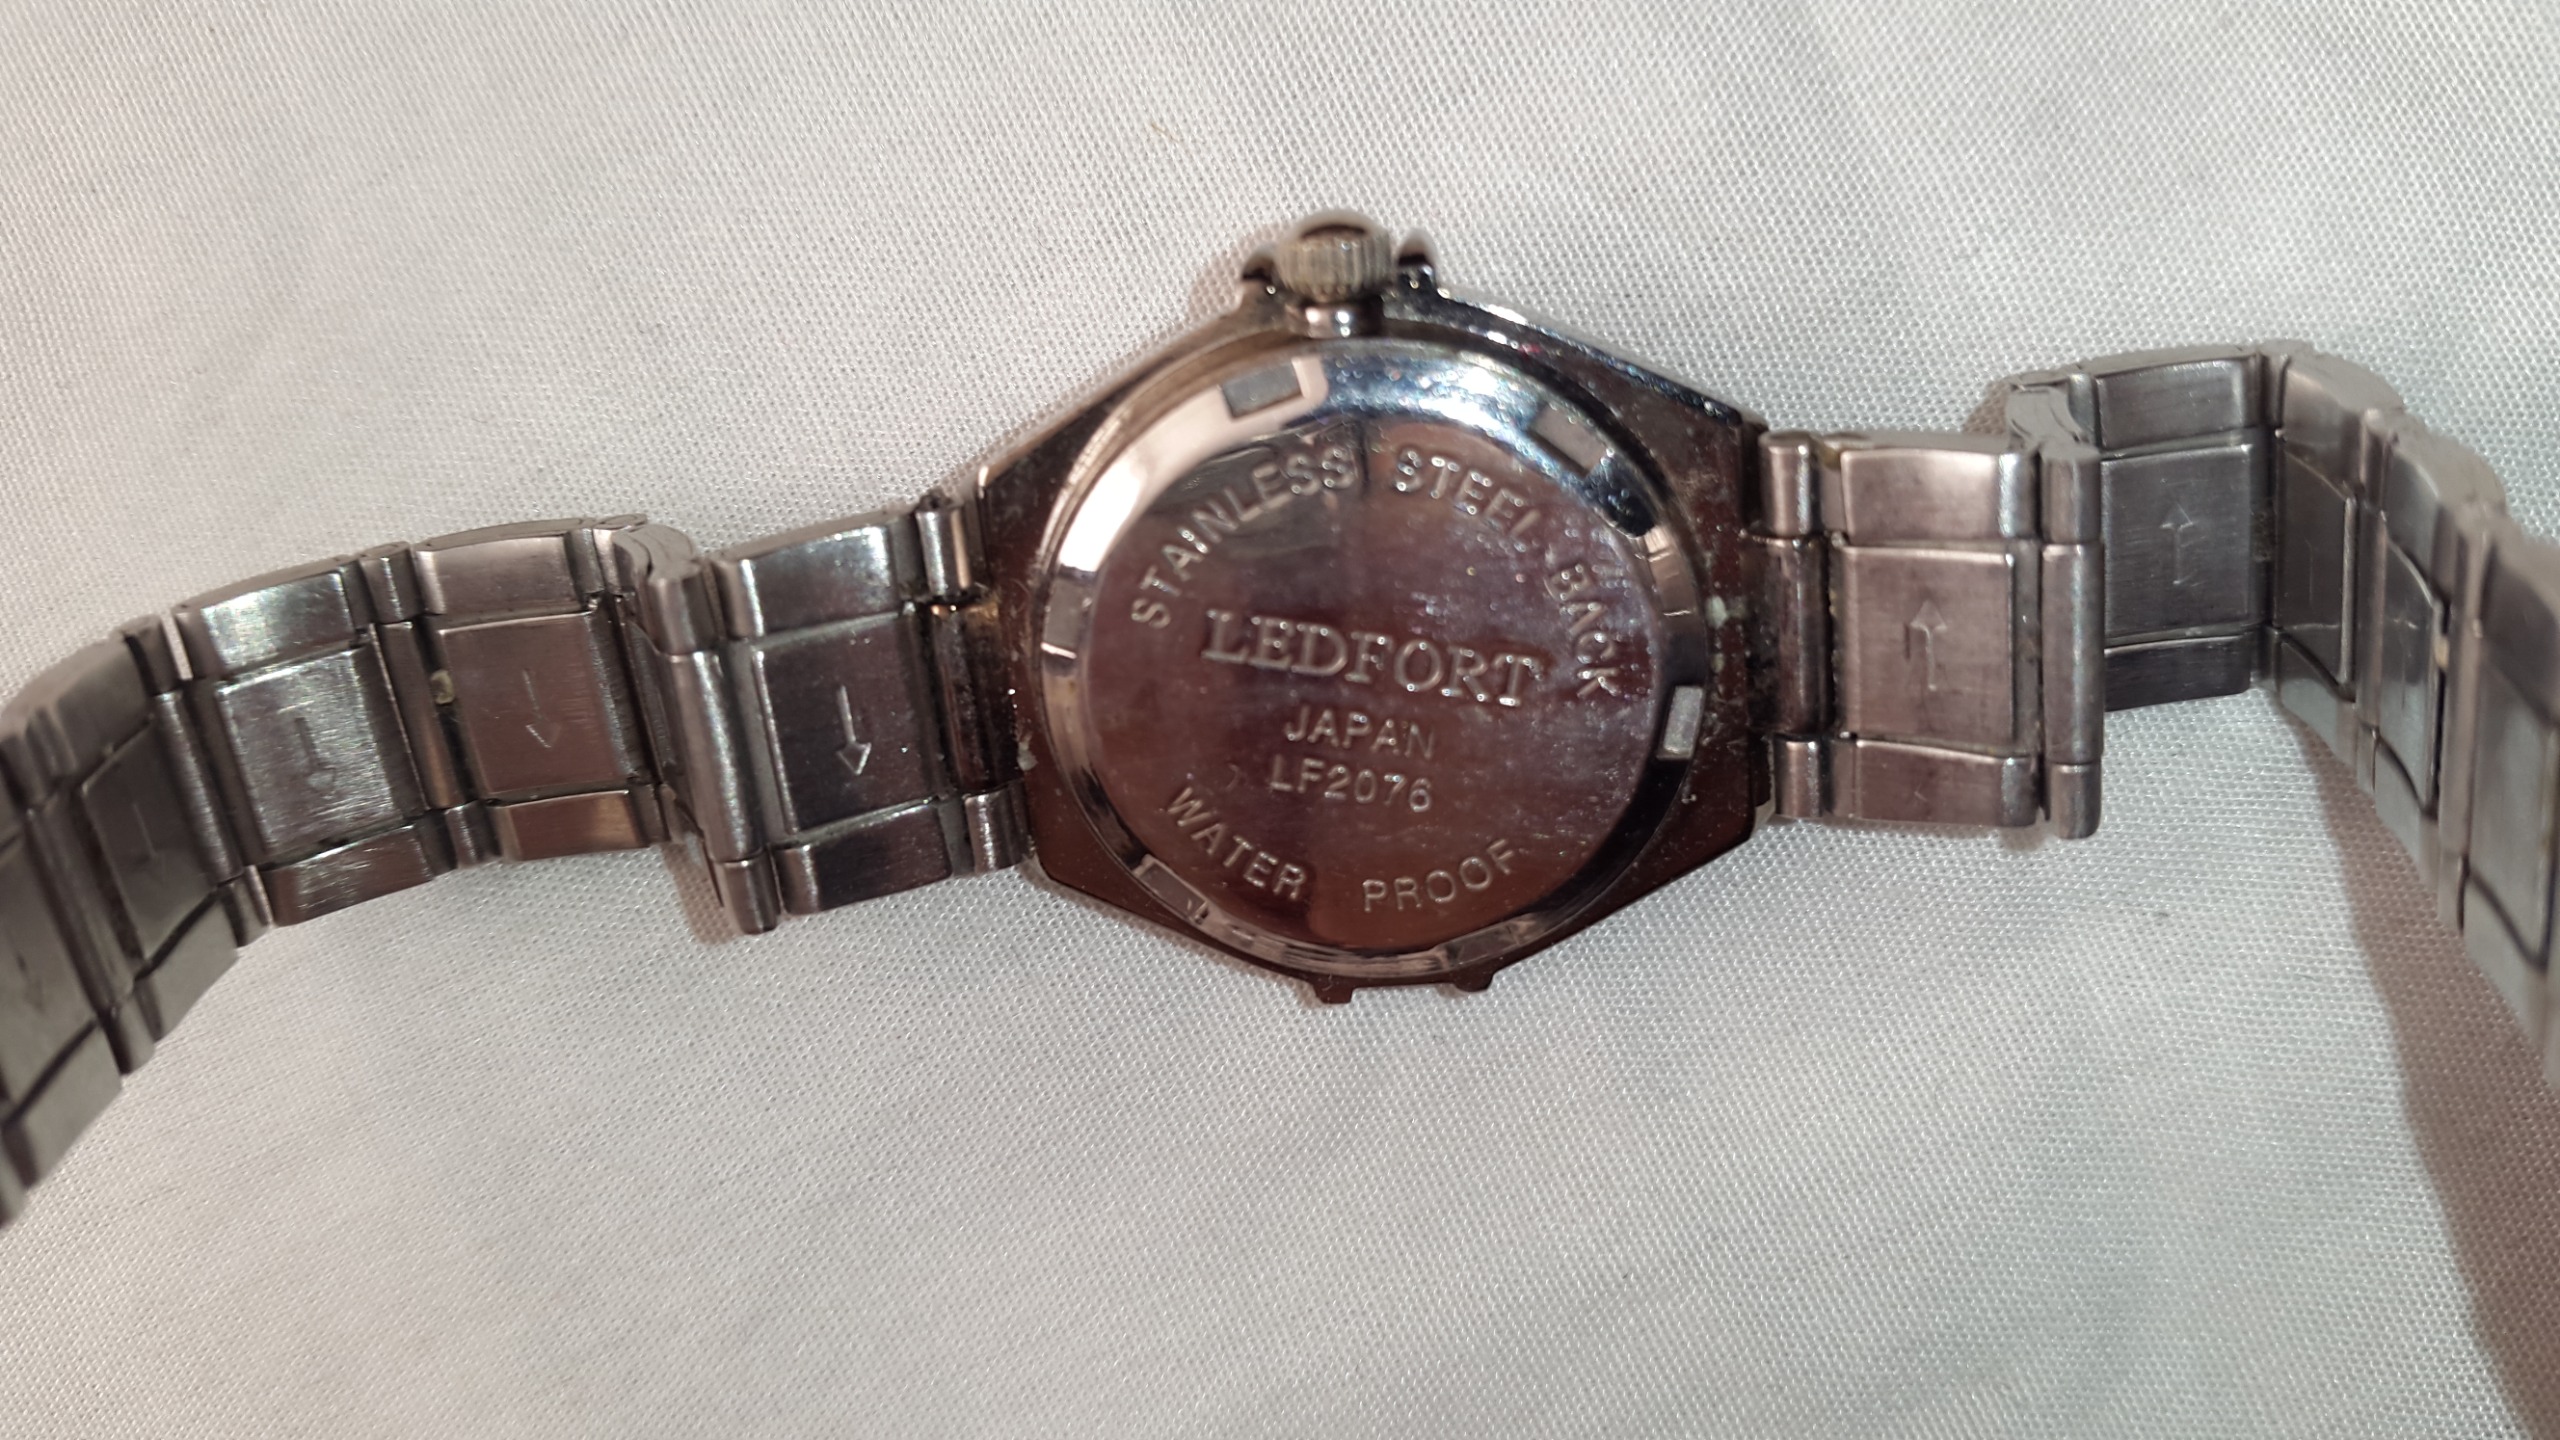 STAINLESS STEEL BACK
LEDFORT
JAPAN
LF2076
WATER PROOF